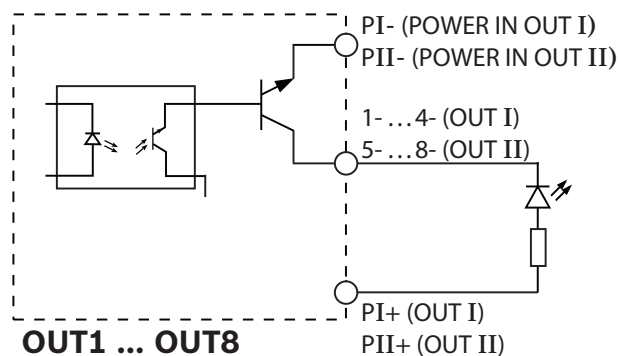 PI- (POWER IN OUT I)
PII- (POWER IN OUT II)
1- ...4- (OUT I)
5- ...8- (OUT II)
PI+ (OUT I)
PII+ (OUT II)
OUT1 ... OUT8